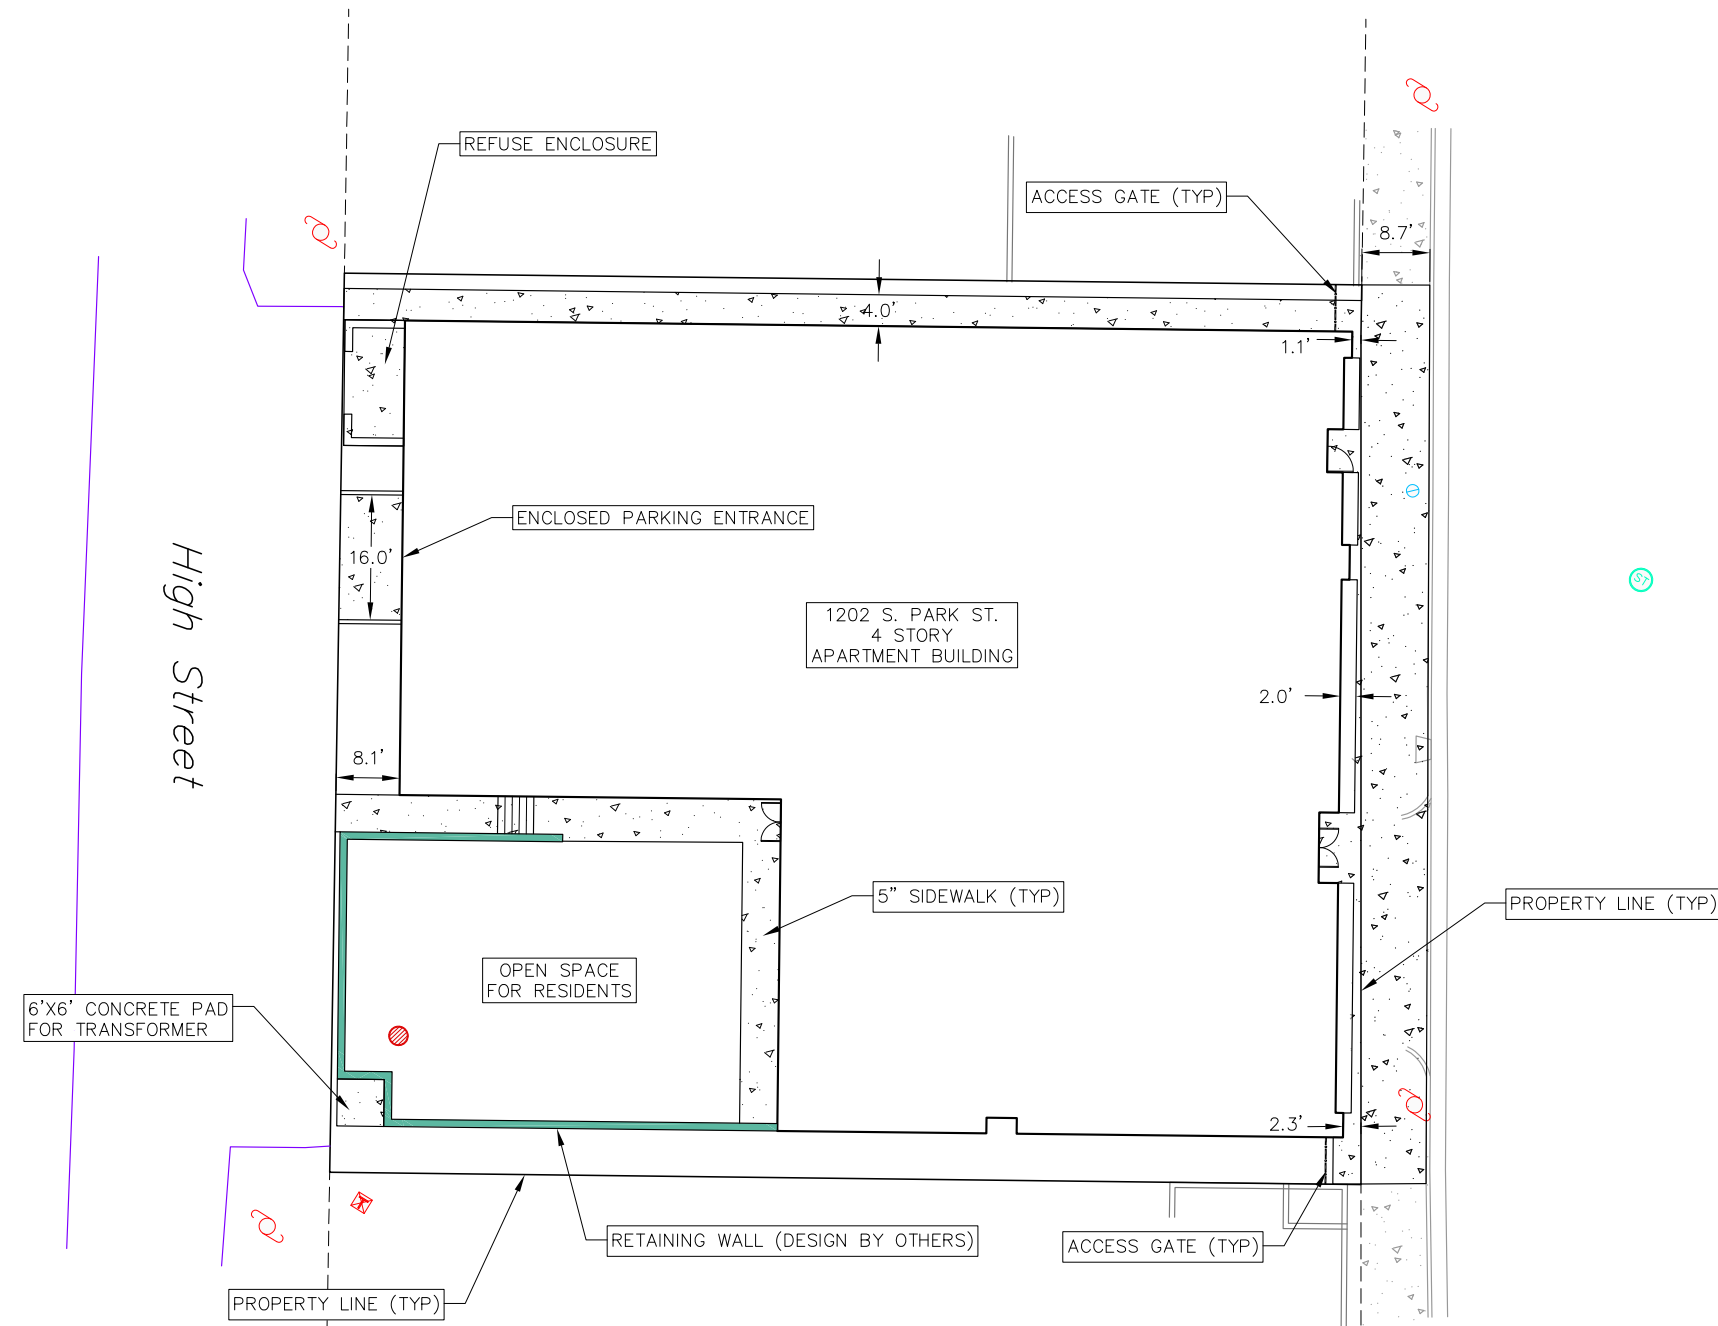 REFUSE ENCLOSURE
ACCESS GATE (TYP)
8.7'
4.0'
1.1'
ENCLOSED PARKING ENTRANCE
16.0'
High Street
ST
1202 S. PARK ST.
4 STORY
APARTMENT BUILDING
2.0'
8.1'
5" SIDEWALK (TYP)
PROPERTY LINE (TYP)
OPEN SPACE
FOR RESIDENTS
6'X6' CONCRETE PAD
FOR TRANSFORMER
2.3'
RETAINING WALL (DESIGN BY OTHERS)
ACCESS GATE (TYP)
PROPERTY LINE (TYP)